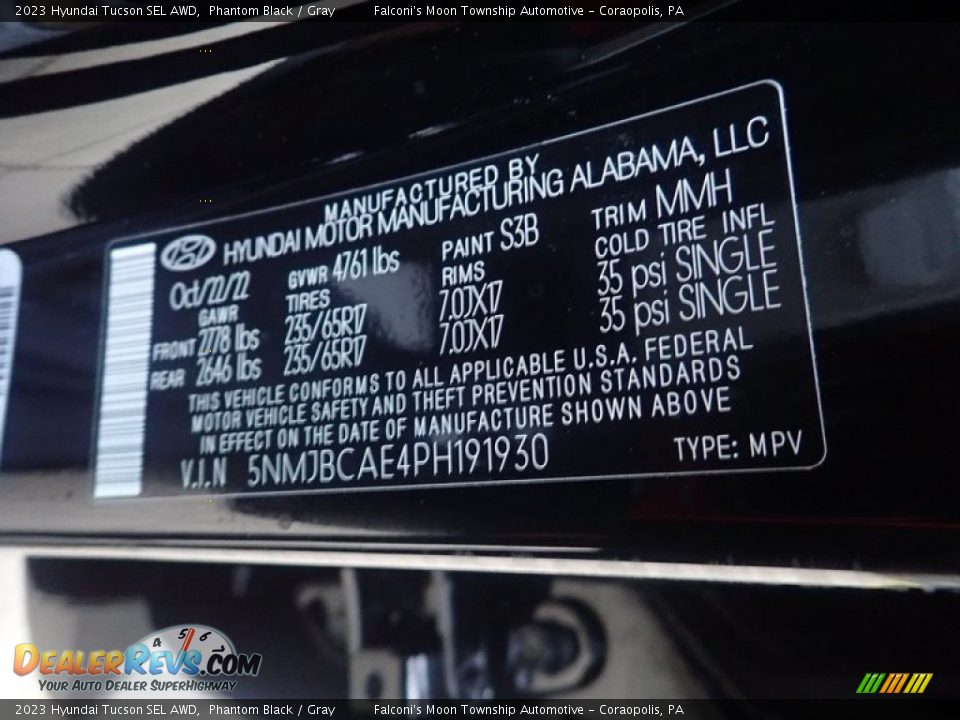 2023 Hyundai Tucson SEL AWD, Phantom Black / Gray Falconi's Moon Township Automotive - Coraopolis, PA
MANUFACTURED BY
HYUNDAI MOTOR MANUFACTURING ALABAMA, LLC
Oct/ GVWR 4761 lbs PAINT S3B TRIM MMH
GAWR TIRES RIMS COLD TIRE INFL
FRONT 2778 lbs 235/65R17 7.0JX17 35 psi SINGLE
REAR 2646 lbs 235/65R17 7.0JX17 35 psi SINGLE
THIS VEHICLE CONFORMS TO ALL APPLICABLE U.S.A. FEDERAL
MOTOR VEHICLE SAFETY AND THEFT PREVENTION STANDARDS
IN EFFECT ON THE DATE OF MANUFACTURE SHOWN ABOVE
V.I.N 5NMJBCAE4PH191930 TYPE: MPV
4 5 6
DEALERREVS.COM
YOUR AUTO DEALER SUPERHIGHWAY
2023 Hyundai Tucson SEL AWD, Phantom Black / Gray Falconi's Moon Township Automotive - Coraopolis, PA